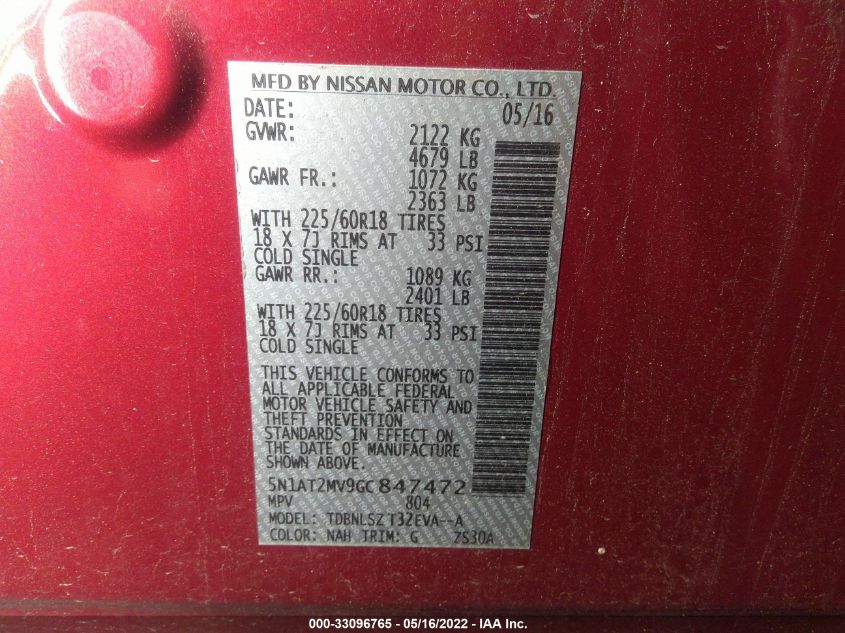 MFD BY NISSAN MOTOR CO., LTD.
DATE: 05/16
GVWR: 2122 KG
4679 LB
GAWR FR.: 1072 KG
2363 LB
WITH 225/60R18 TIRES
18 X 7J RIMS AT 33 PSI
COLD SINGLE
GAWR RR.: 1089 KG
2401 LB
WITH 225/60R18 TIRES
18 X 7J RIMS AT 33 PSI
COLD SINGLE
THIS VEHICLE CONFORMS TO
ALL APPLICABLE FEDERAL
MOTOR VEHICLE SAFETY AND
THEFT PREVENTION
STANDARDS IN EFFECT ON
THE DATE OF MANUFACTURE
SHOWN ABOVE.
5N1AT2MV9GC847472
MPV 804
MODEL: TDBNLSZ T32EVA--A
COLOR: NAH TRIM: G ZS30A
000-33096765 - 05/16/2022 - IAA Inc.